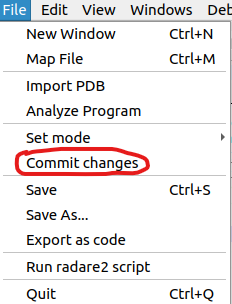 File Edit View Windows
New Window Ctrl+N
Map File Ctrl+M
Import PDB
Analyze Program
Set mode
Commit changes
Save Ctrl+S
Save As...
Export as code
Run radare2 script
Quit Ctrl+Q